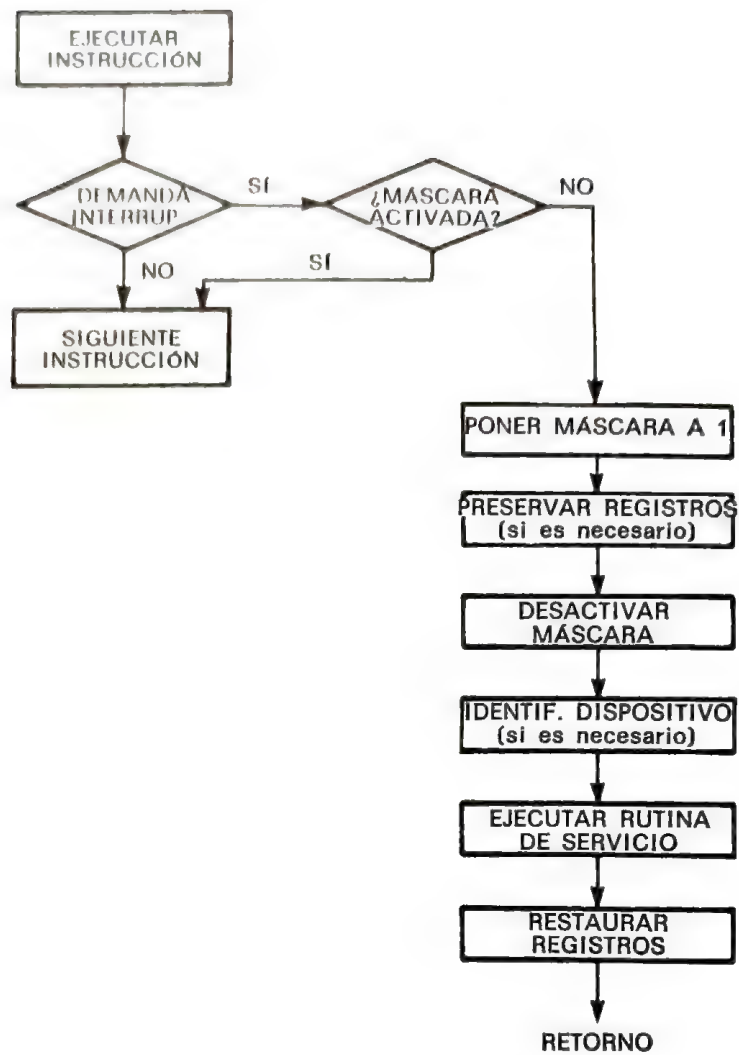 EJECUTAR
INSTRUCCIÓN
DEMANDA
INTERRUP.
SÍ
¿MÁSCARA
ACTIVADA?
NO
NO
SÍ
SIGUIENTE
INSTRUCCIÓN
PONER MÁSCARA A 1
PRESERVAR REGISTROS
(si es necesario)
DESACTIVAR
MÁSCARA
IDENTIF. DISPOSITIVO
(si es necesario)
EJECUTAR RUTINA
DE SERVICIO
RESTAURAR
REGISTROS
RETORNO